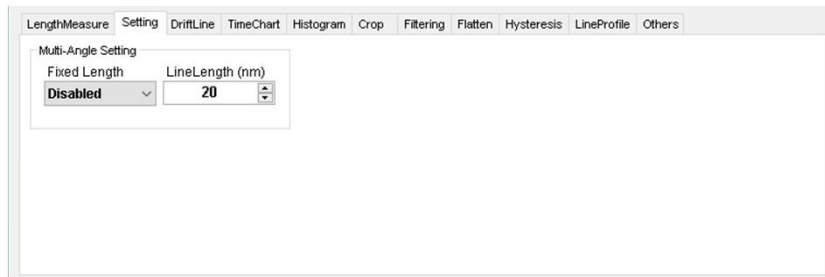 LengthMeasure Setting DriftLine TimeChart Histogram Crop Filtering Flatten Hysteresis LineProfile Others
Multi-Angle Setting
Fixed Length LineLength (nm)
Disabled 20